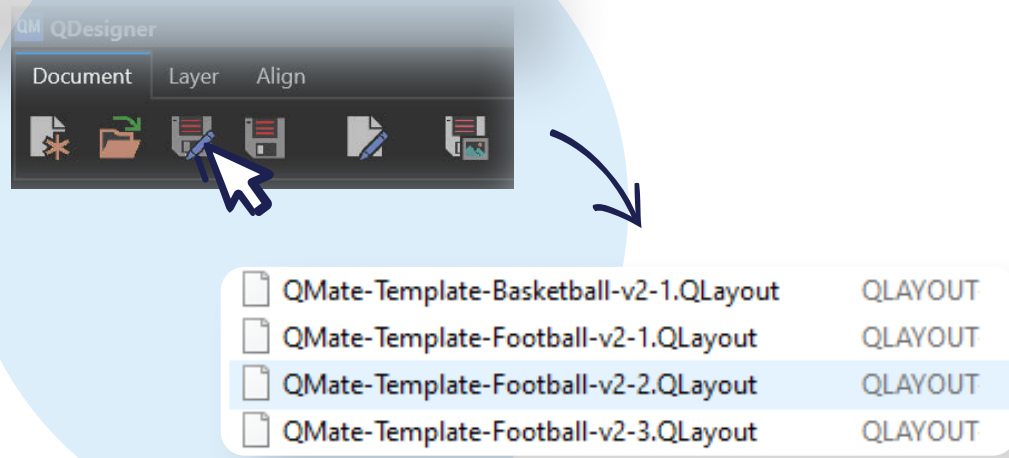 QM QDesigner
Document Layer Align
QMate-Template-Basketball-v2-1.QLayout QLAYOUT
QMate-Template-Football-v2-1.QLayout QLAYOUT
QMate-Template-Football-v2-2.QLayout QLAYOUT
QMate-Template-Football-v2-3.QLayout QLAYOUT